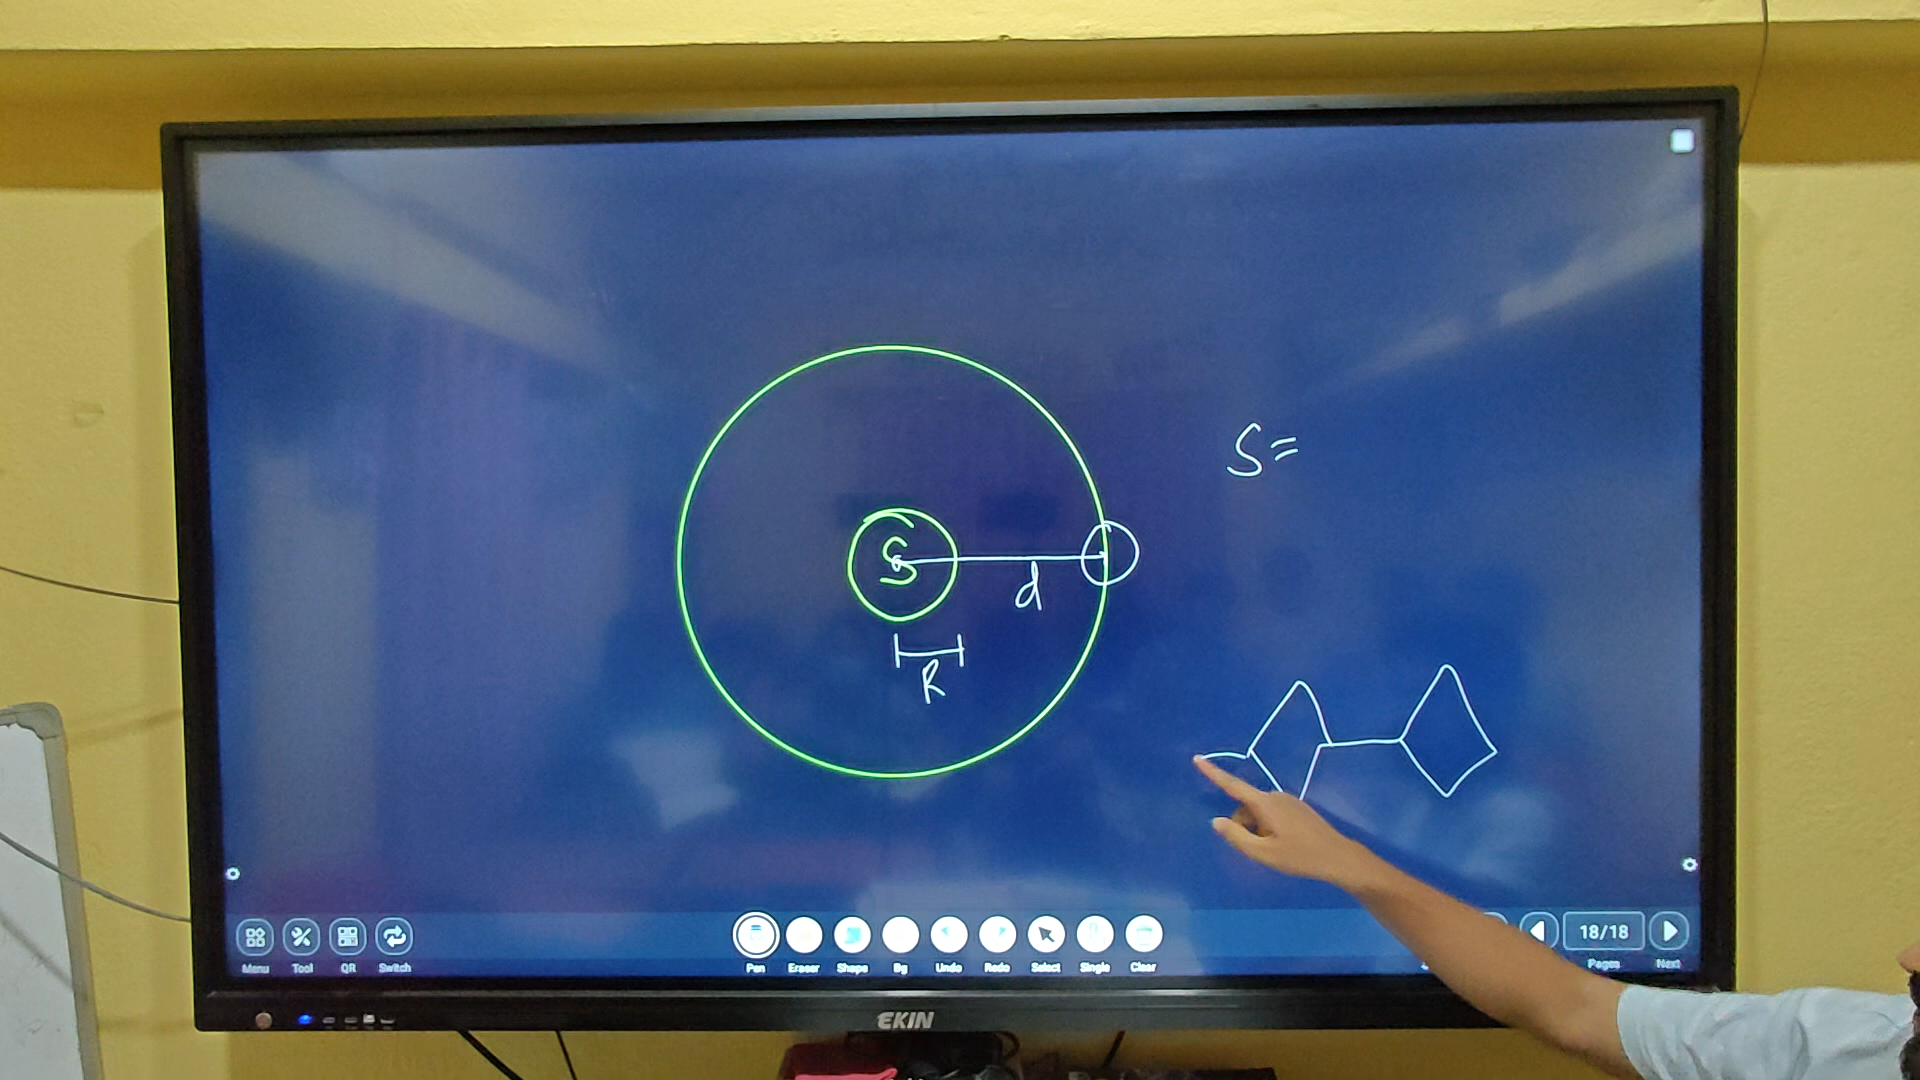 S=
S
d
R
18/18
Menu Tool QR Switch
Pen Eraser Shape Bg Undo Redo Select Single Clear
Pages Next
EKIN